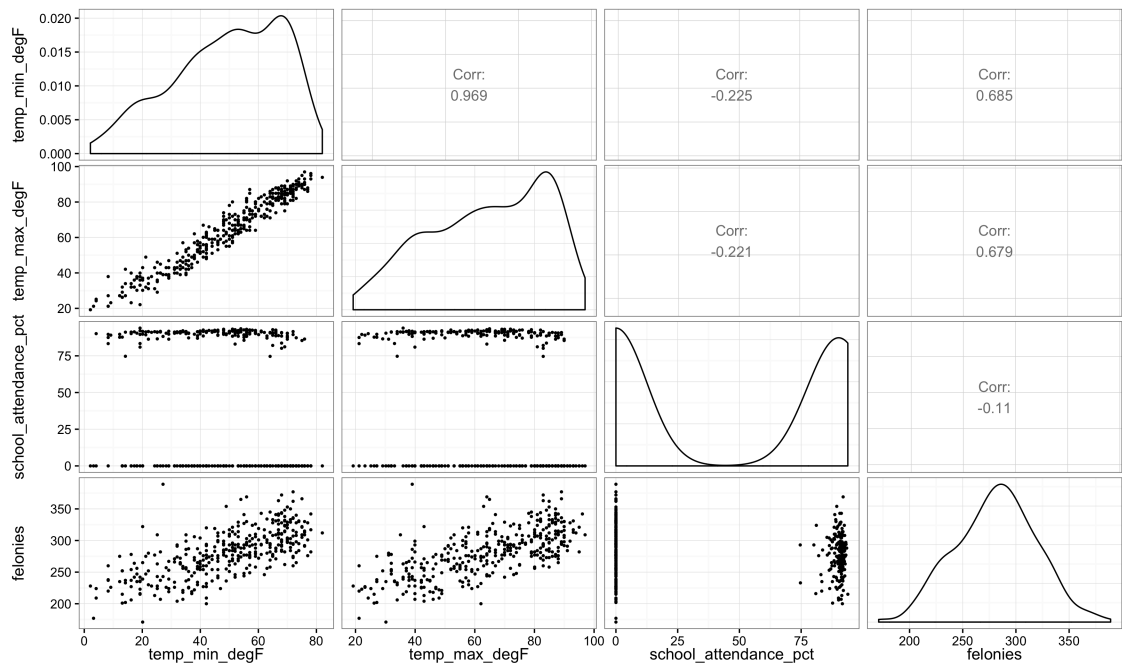 temp_min_degF
0.020
0.015
0.010
0.005
0.000
Corr:
0.969
Corr:
-0.225
Corr:
0.685
temp_max_degF
100
80
60
40
20
Corr:
-0.221
Corr:
0.679
school_attendance_pct
75
50
25
0
Corr:
-0.11
felonies
350
300
250
200
0 20 40 60 80
20 40 60 80 100
0 25 50 75
200 250 300 350
temp_min_degF temp_max_degF school_attendance_pct felonies